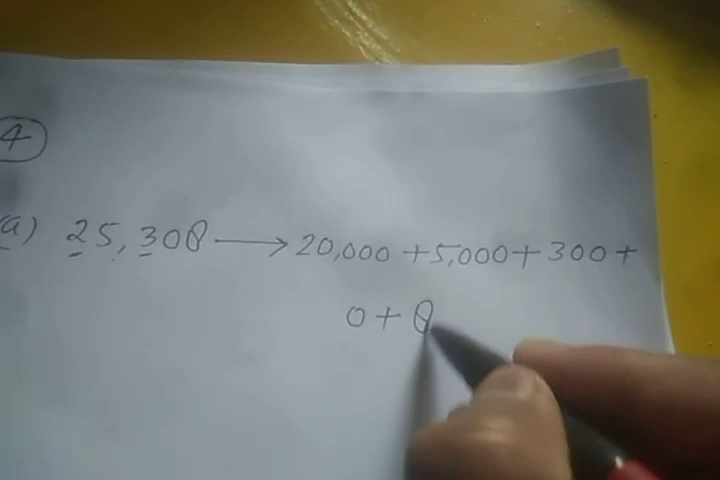 4
(a) 25,308 → 20,000 + 5,000 + 300 +
0 + 8